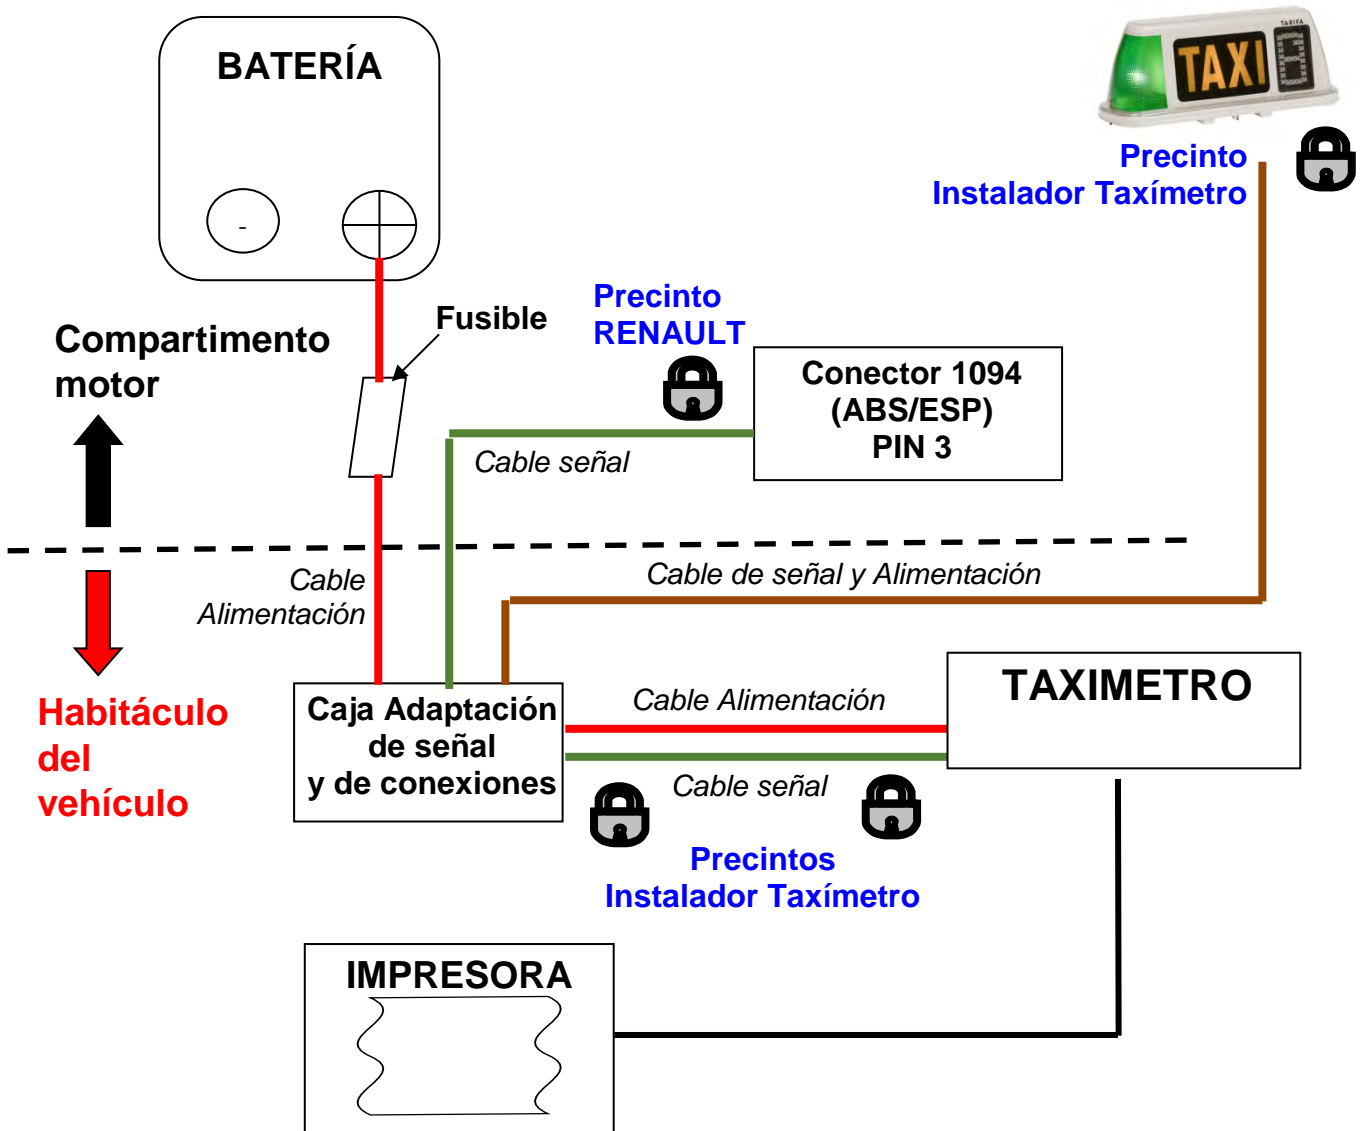 BATERÍA
-
TARIFA
TAXI
Precinto
Instalador Taxímetro
Precinto
RENAULT
Fusible
Compartimento
motor
Conector 1094
(ABS/ESP)
PIN 3
Cable señal
Cable
Alimentación
Cable de señal y Alimentación
Habitáculo
del
vehículo
Caja Adaptación
de señal
y de conexiones
Cable Alimentación
TAXIMETRO
Cable señal
Precintos
Instalador Taxímetro
IMPRESORA